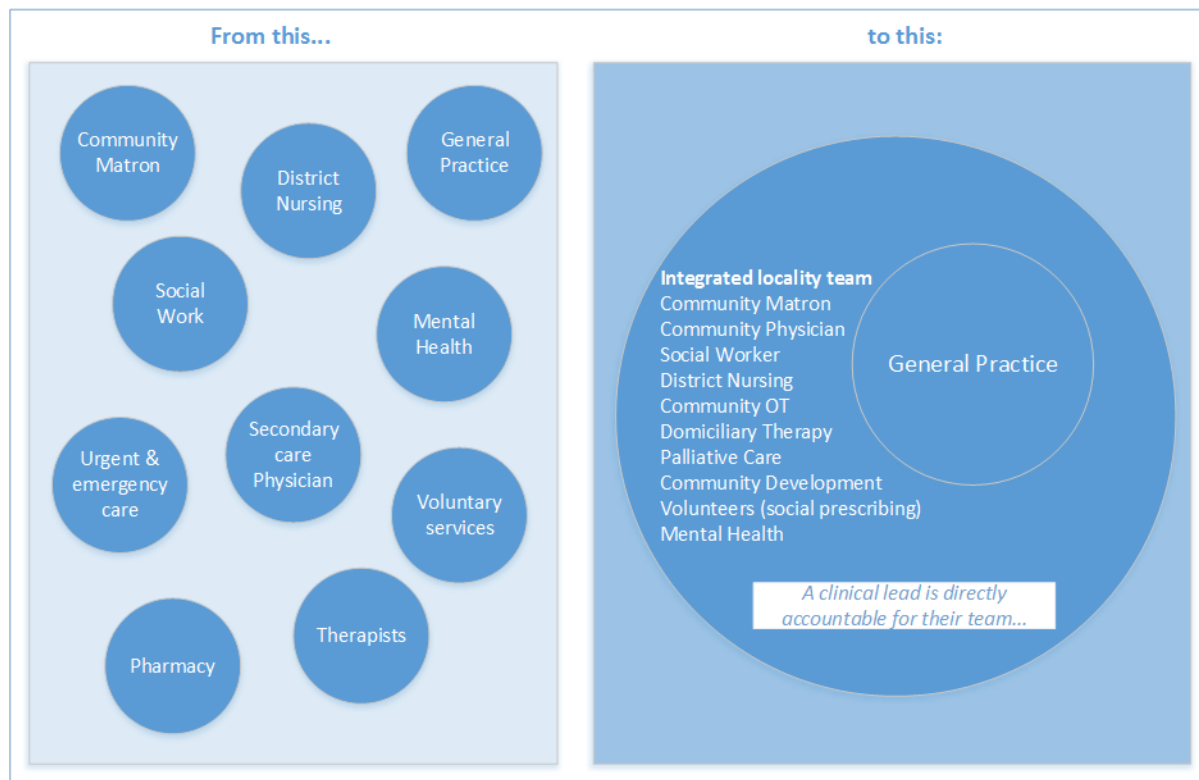 From this...
Community
Matron
District
Nursing
General
Practice
Social
Work
Mental
Health
Urgent &
emergency
care
Secondary
care
Physician
Voluntary
services
Pharmacy
Therapists
to this:
Integrated locality team
Community Matron
Community Physician
Social Worker
District Nursing
Community OT
Domiciliary Therapy
Palliative Care
Community Development
Volunteers (social prescribing)
Mental Health
General Practice
A clinical lead is directly
accountable for their team...